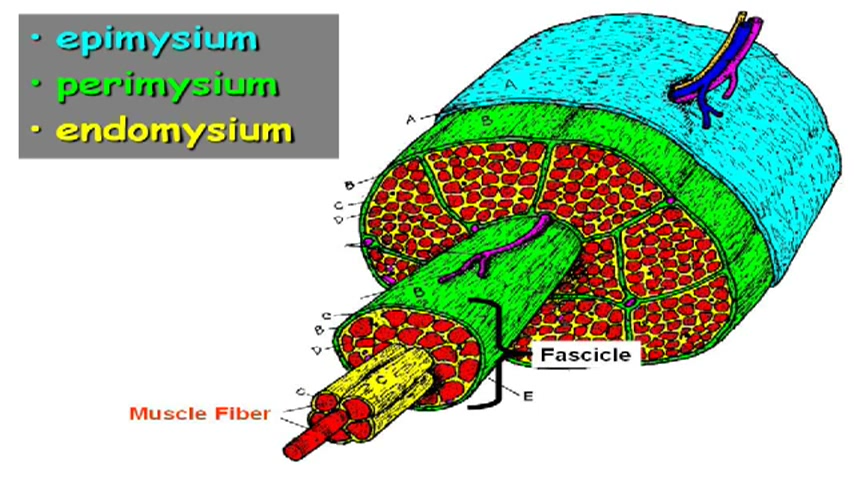 • epimysium
• perimysium
• endomysium
A
A
B
B
C
D
B
C
B
D
Fascicle
C
C
E
Muscle Fiber